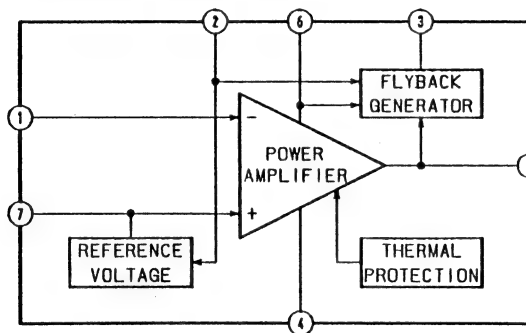 2 6 3
FLYBACK
GENERATOR
1
-
POWER
AMPLIFIER
7
+
REFERENCE
VOLTAGE
THERMAL
PROTECTION
4